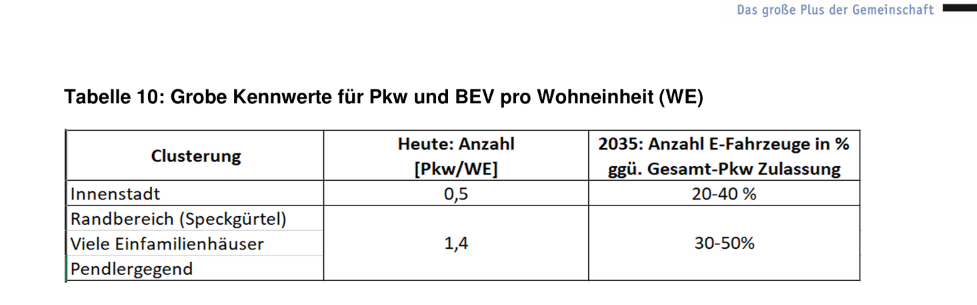 Das große Plus der Gemeinschaft
Tabelle 10: Grobe Kennwerte für Pkw und BEV pro Wohneinheit (WE)
Clusterung
Heute: Anzahl
[Pkw/WE]
2035: Anzahl E-Fahrzeuge in %
ggü. Gesamt-Pkw Zulassung
Innenstadt 0,5 20-40 %
Randbereich (Speckgürtel)
Viele Einfamilienhäuser 1,4 30-50%
Pendlergegend